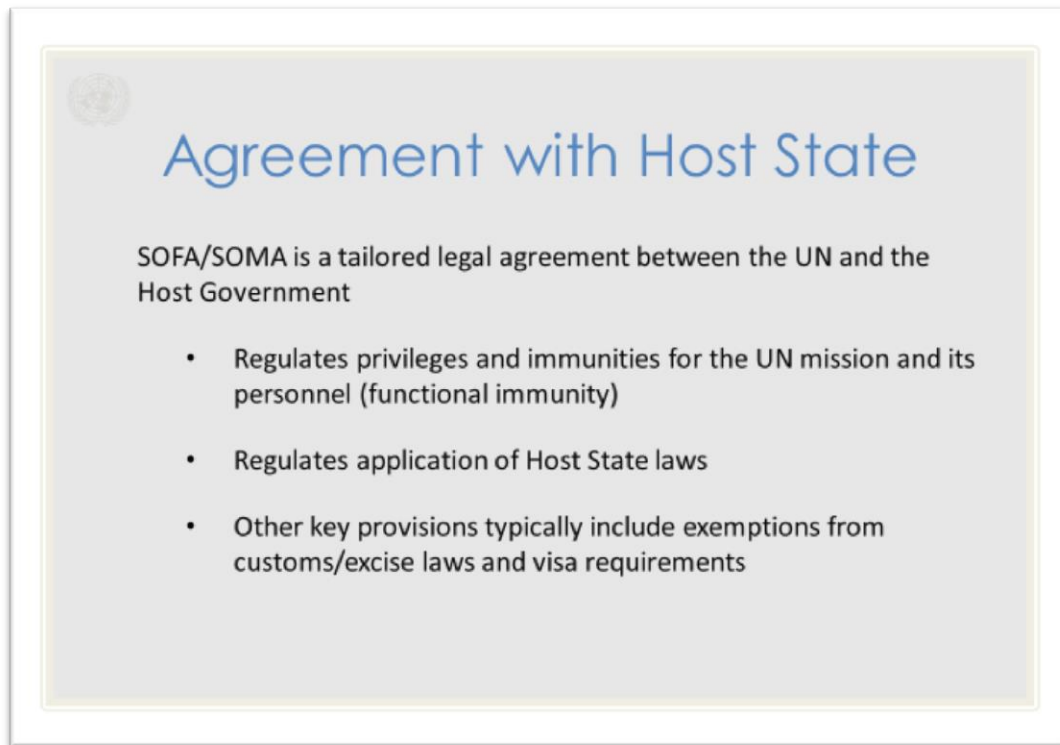 Agreement with Host State
SOFA/SOMA is a tailored legal agreement between the UN and the
Host Government
• Regulates privileges and immunities for the UN mission and its
personnel (functional immunity)
• Regulates application of Host State laws
• Other key provisions typically include exemptions from
customs/excise laws and visa requirements